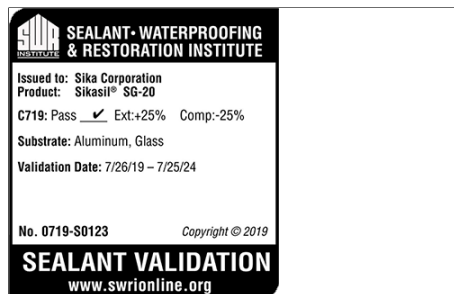 SWR
INSTITUTE
SEALANT• WATERPROOFING
& RESTORATION INSTITUTE
Issued to: Sika Corporation
Product: Sikasil® SG-20
C719: Pass ✔ Ext:+25% Comp:-25%
Substrate: Aluminum, Glass
Validation Date: 7/26/19 – 7/25/24
No. 0719-S0123 Copyright © 2019
SEALANT VALIDATION
www.swrionline.org